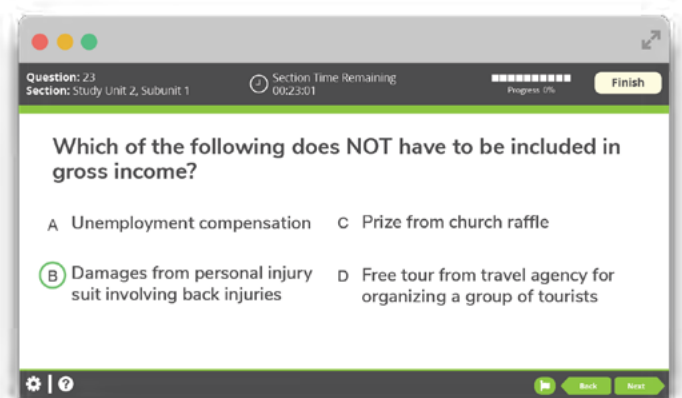 Question: 23
Section: Study Unit 2, Subunit 1
Section Time Remaining
00:23:01
Progress 0%
Finish
Which of the following does NOT have to be included in
gross income?
A Unemployment compensation
B Damages from personal injury
suit involving back injuries
C Prize from church raffle
D Free tour from travel agency for
organizing a group of tourists
?
Back
Next